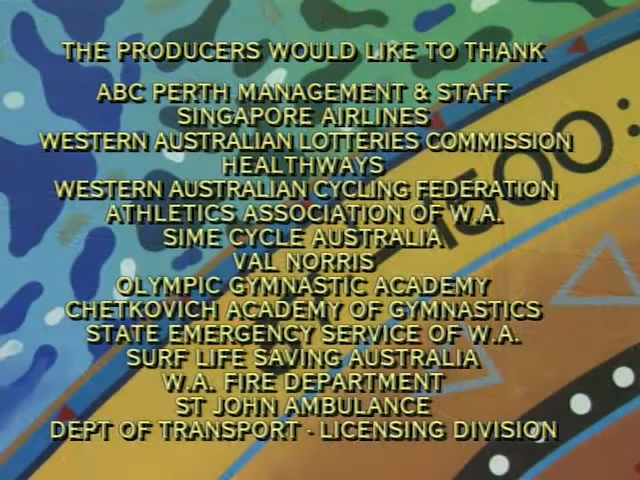 THE PRODUCERS WOULD LIKE TO THANK
ABC PERTH MANAGEMENT & STAFF
SINGAPORE AIRLINES
WESTERN AUSTRALIAN LOTTERIES COMMISSION
HEALTHWAYS
WESTERN AUSTRALIAN CYCLING FEDERATION
ATHLETICS ASSOCIATION OF W.A.
SIME CYCLE AUSTRALIA
VAL NORRIS
OLYMPIC GYMNASTIC ACADEMY
CHETKOVICH ACADEMY OF GYMNASTICS
STATE EMERGENCY SERVICE OF W.A.
SURF LIFE SAVING AUSTRALIA
W.A. FIRE DEPARTMENT
ST JOHN AMBULANCE
DEPT OF TRANSPORT - LICENSING DIVISION
1500: